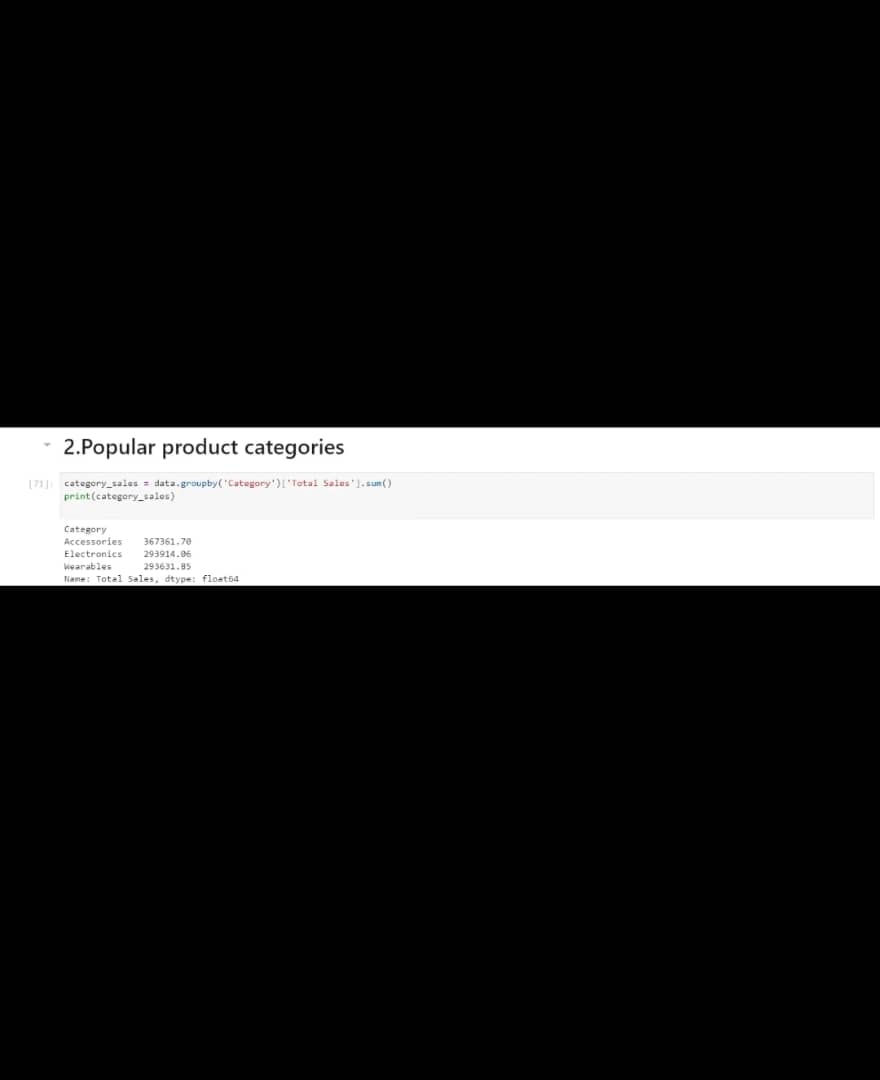 2.Popular product categories
[71]: category_sales = data.groupby('Category')['Total Sales'].sum()
print(category_sales)
Category
Accessories 367361.70
Electronics 293914.06
Wearables 293631.85
Name: Total Sales, dtype: float64